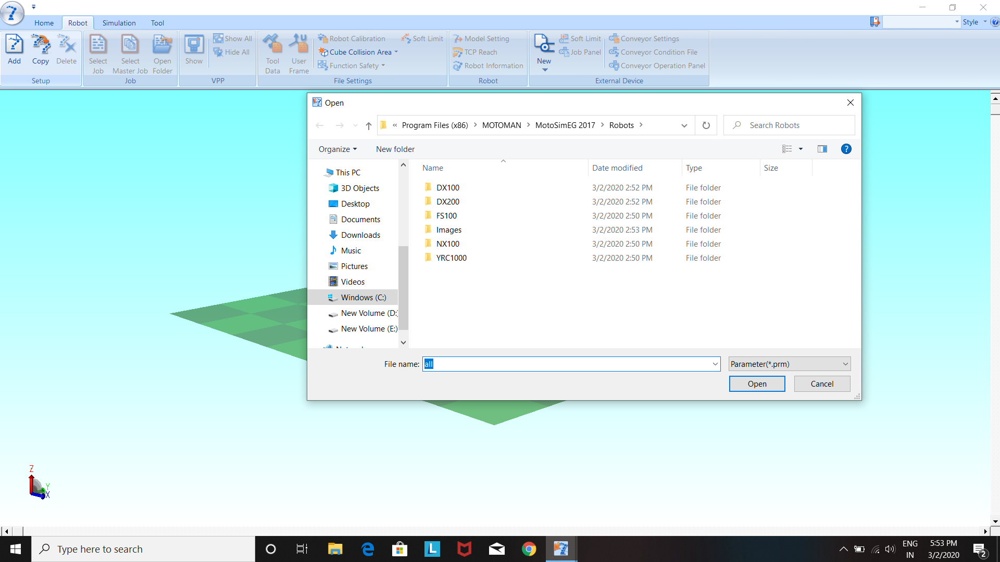 Home Robot Simulation Tool Style
Add Copy Delete
Setup
Select Job Select Master Job Open Folder
Job
Show Show All Hide All
VPP
Tool Data User Frame Robot Calibration Soft Limit
Cube Collision Area
Function Safety
File Settings
Model Setting
TCP Reach
Robot Information
Robot
New Soft Limit Conveyor Settings
Job Panel Conveyor Condition File
Conveyor Operation Panel
External Device
Open
« Program Files (x86) > MOTOMAN > MotoSimEG 2017 > Robots > Search Robots
Organize New folder
This PC
3D Objects
Desktop
Documents
Downloads
Music
Pictures
Videos
Windows (C:)
New Volume (D:)
New Volume (E:)
Name Date modified Type Size
DX100 3/2/2020 2:52 PM File folder
DX200 3/2/2020 2:52 PM File folder
FS100 3/2/2020 2:50 PM File folder
Images 3/2/2020 2:53 PM File folder
NX100 3/2/2020 2:50 PM File folder
YRC1000 3/2/2020 2:50 PM File folder
File name: all Parameter(*.prm)
Open Cancel
Z
Y
X
Type here to search
ENG
IN
5:53 PM
3/2/2020
2